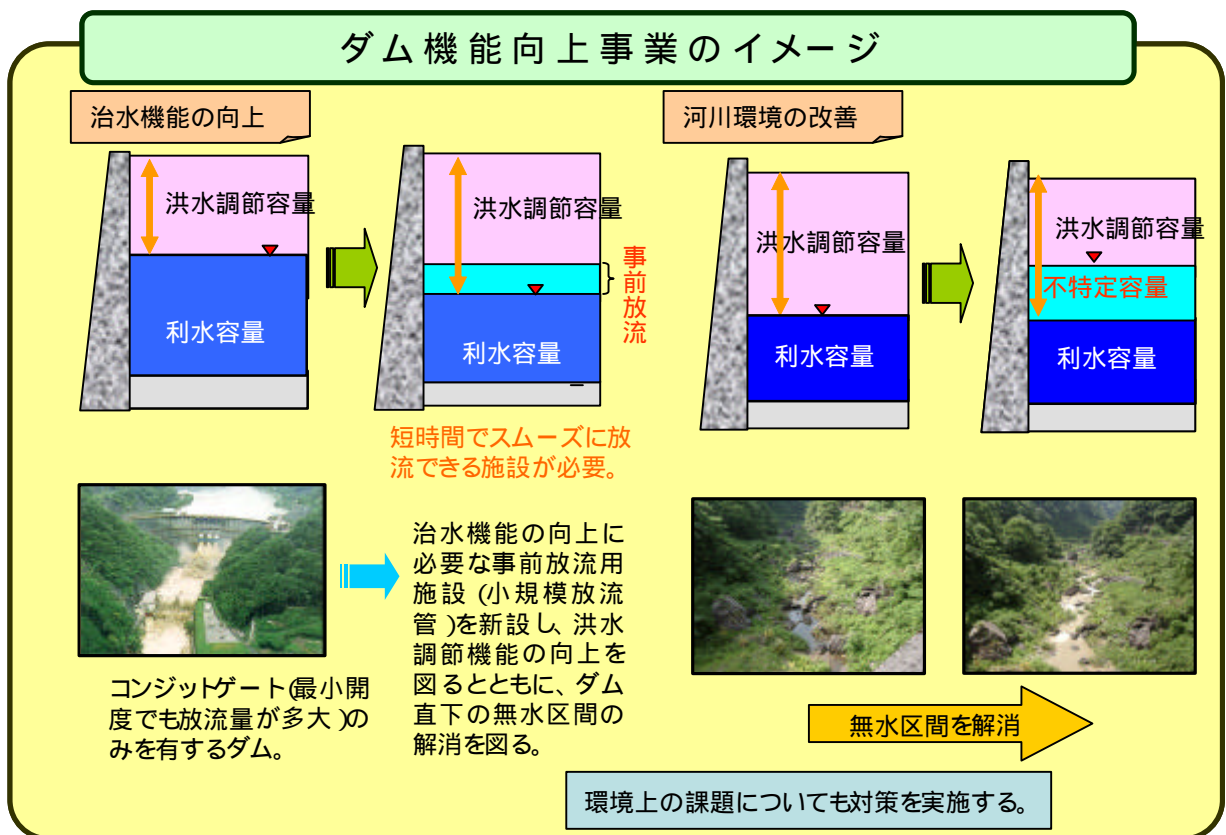 ダム機能向上事業のイメージ
治水機能の向上
洪水調節容量
利水容量
洪水調節容量
事前放流
利水容量
短時間でスムーズに放
流できる施設が必要。
コンジットゲート(最小開
度でも放流量が多大)の
みを有するダム。
治水機能の向上に
必要な事前放流用
施設(小規模放流
管)を新設し、洪水
調節機能の向上を
図るとともに、ダム
直下の無水区間の
解消を図る。
河川環境の改善
洪水調節容量
利水容量
洪水調節容量
不特定容量
利水容量
無水区間を解消
環境上の課題についても対策を実施する。